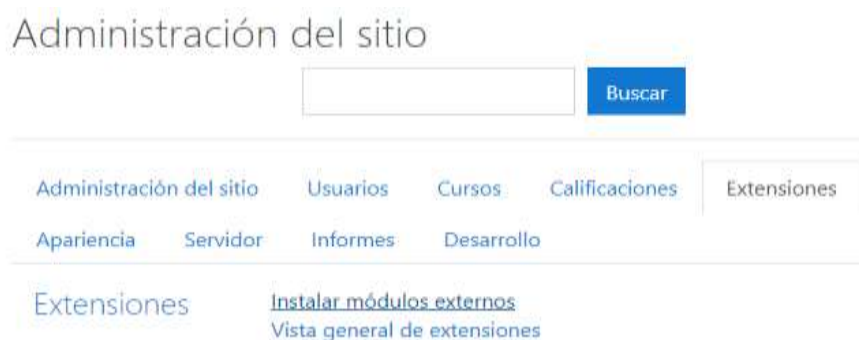 Administración del sitio
Buscar
Administración del sitio Usuarios Cursos Calificaciones Extensiones
Apariencia Servidor Informes Desarrollo
Extensiones Instalar módulos externos
Vista general de extensiones